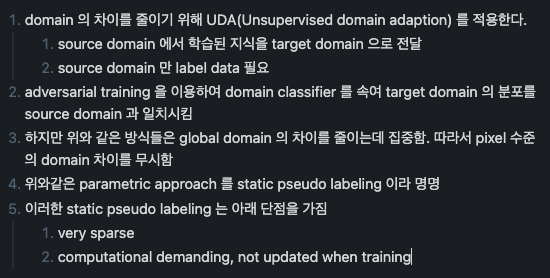 1. domain 의 차이를 줄이기 위해 UDA(Unsupervised domain adaption) 를 적용한다.
1. source domain 에서 학습된 지식을 target domain 으로 전달
2. source domain 만 label data 필요
2. adversarial training 을 이용하여 domain classifier 를 속여 target domain 의 분포를
source domain 과 일치시킴
3. 하지만 위와 같은 방식들은 global domain 의 차이를 줄이는데 집중함. 따라서 pixel 수준
의 domain 차이를 무시함
4. 위와같은 parametric approach 를 static pseudo labeling 이라 명명
5. 이러한 static pseudo labeling 는 아래 단점을 가짐
1. very sparse
2. computational demanding, not updated when training